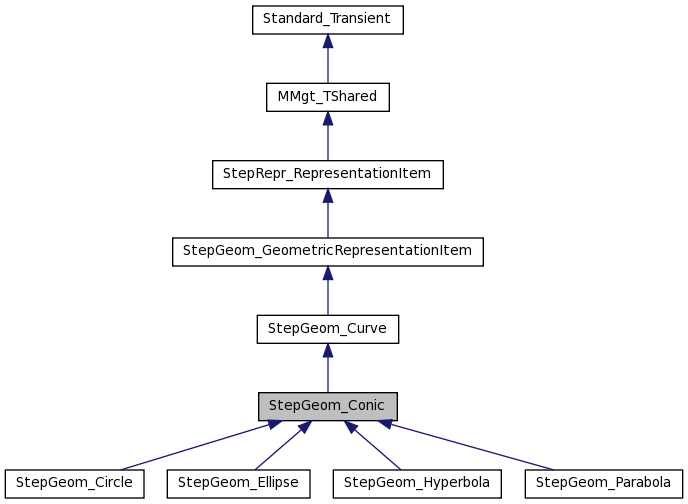 Standard_Transient
MMgt_TShared
StepRepr_RepresentationItem
StepGeom_GeometricRepresentationItem
StepGeom_Curve
StepGeom_Conic
StepGeom_Circle
StepGeom_Ellipse
StepGeom_Hyperbola
StepGeom_Parabola